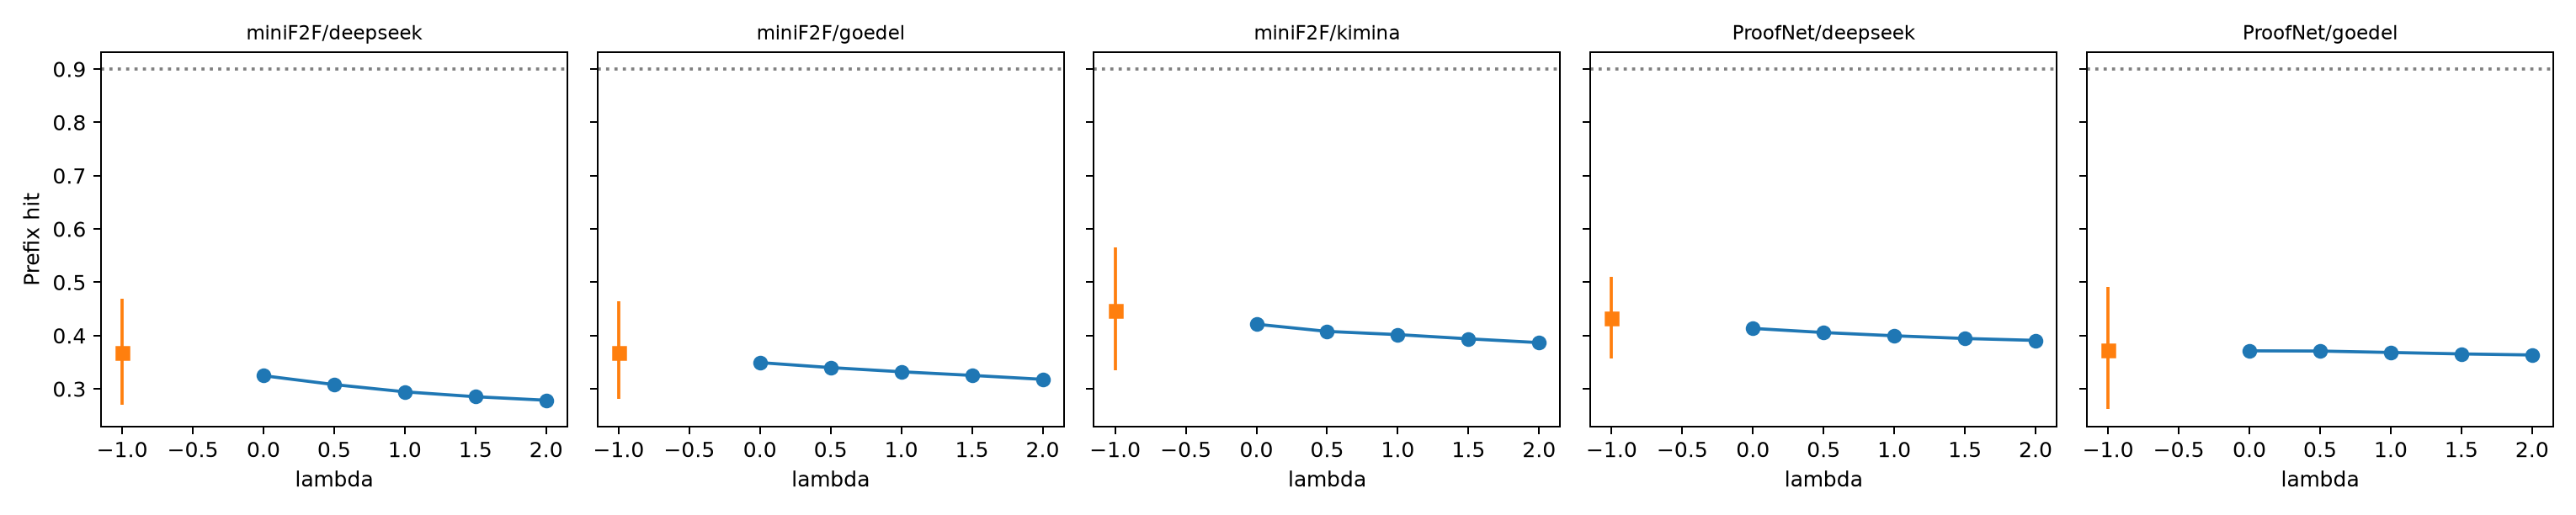 miniF2F/deepseek
miniF2F/goedel
miniF2F/kimina
ProofNet/deepseek
ProofNet/goedel
Prefix hit
0.9
0.8
0.7
0.6
0.5
0.4
0.3
−1.0 −0.5 0.0 0.5 1.0 1.5 2.0
−1.0 −0.5 0.0 0.5 1.0 1.5 2.0
−1.0 −0.5 0.0 0.5 1.0 1.5 2.0
−1.0 −0.5 0.0 0.5 1.0 1.5 2.0
−1.0 −0.5 0.0 0.5 1.0 1.5 2.0
lambda
lambda
lambda
lambda
lambda